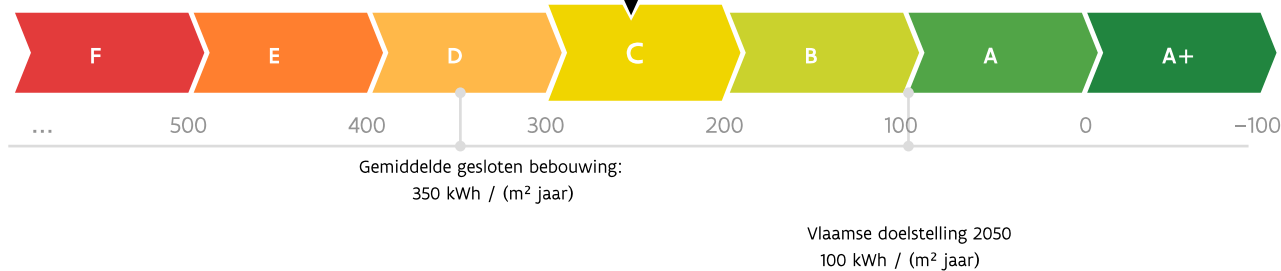 F E D C B A A+
... 500 400 300 200 100 0 –100
Gemiddelde gesloten bebouwing:
350 kWh / (m² jaar)
Vlaamse doelstelling 2050
100 kWh / (m² jaar)